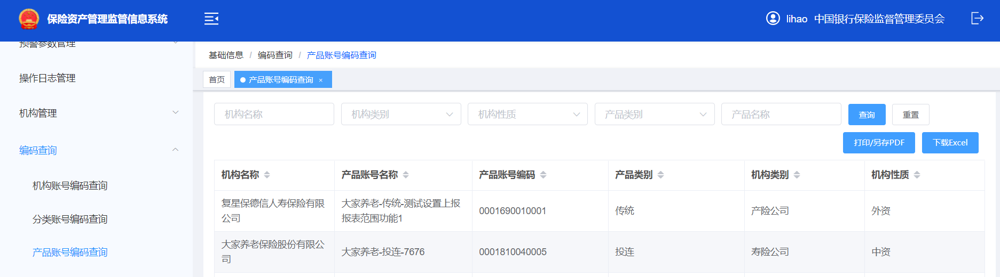 保险资产管理监管信息系统
lihao 中国银行保险监督管理委员会
预警参数管理
操作日志管理
机构管理
编码查询
机构账号编码查询
分类账号编码查询
产品账号编码查询
基础信息 / 编码查询 / 产品账号编码查询
首页 产品账号编码查询 ×
机构名称 机构类别 机构性质 产品类别 产品名称 查询 重置
打印/另存PDF 下载Excel
机构名称 产品账号名称 产品账号编码 产品类别 机构类别 机构性质
复星保德信人寿保险有限
公司
大家养老-传统-测试设置上报
报表范围功能1
0001690010001 传统 产险公司 外资
大家养老保险股份有限公
司
大家养老-投连-7676 0001810040005 投连 寿险公司 中资